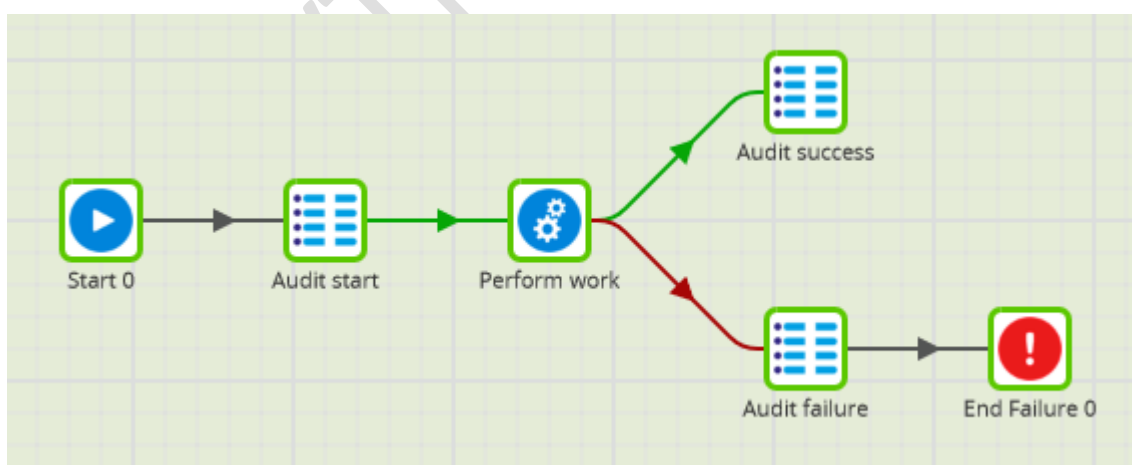 Audit success
Start 0
Audit start
Perform work
Audit failure
End Failure 0